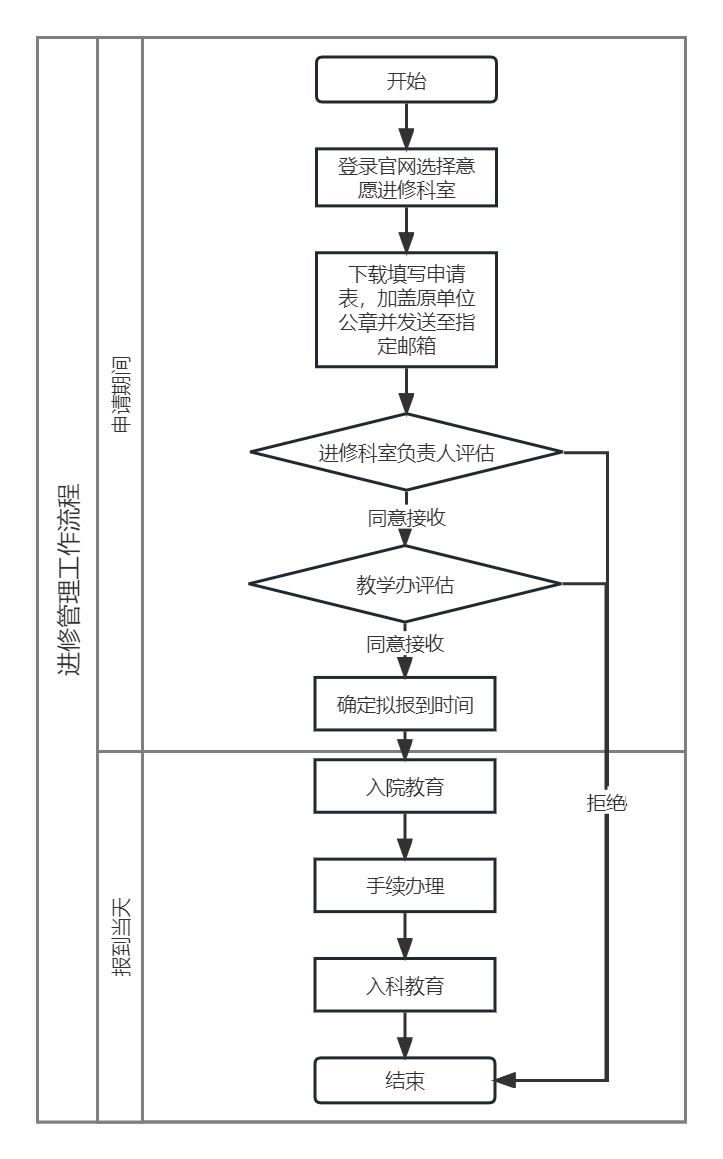 进修管理工作流程
申请期间
开始
登录官网选择意
愿进修科室
下载填写申请
表，加盖原单位
公章并发送至指
定邮箱
进修科室负责人评估
同意接收
教学办评估
同意接收
确定拟报到时间
报到当天
入院教育
拒绝
手续办理
入科教育
结束